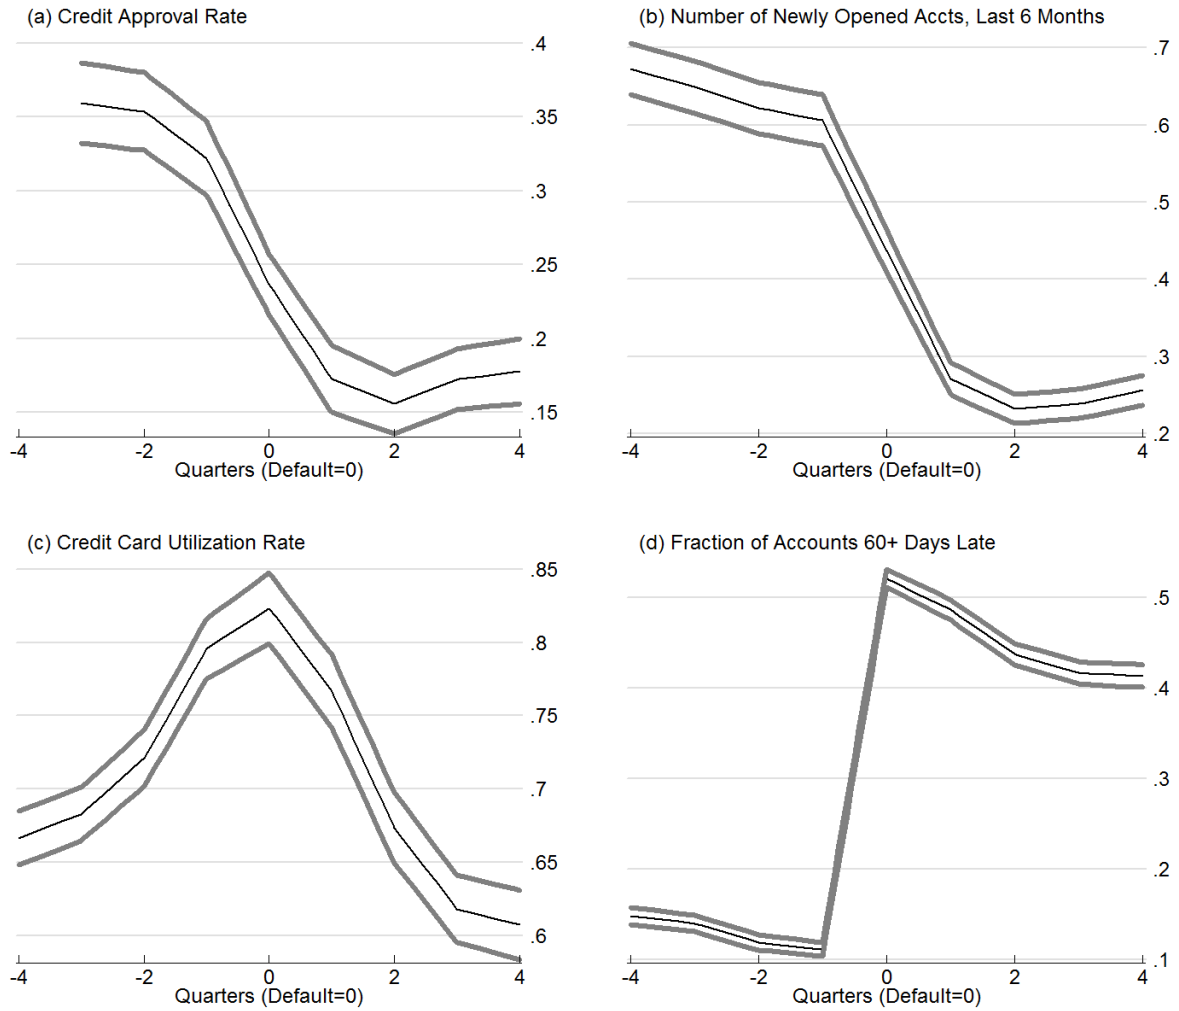 (a) Credit Approval Rate
.4
.35
.3
.25
.2
.15
-4 -2 0 2 4
Quarters (Default=0)
(b) Number of Newly Opened Accts, Last 6 Months
.7
.6
.5
.4
.3
.2
-4 -2 0 2 4
Quarters (Default=0)
(c) Credit Card Utilization Rate
.85
.8
.75
.7
.65
.6
-4 -2 0 2 4
Quarters (Default=0)
(d) Fraction of Accounts 60+ Days Late
.5
.4
.3
.2
.1
-4 -2 0 2 4
Quarters (Default=0)